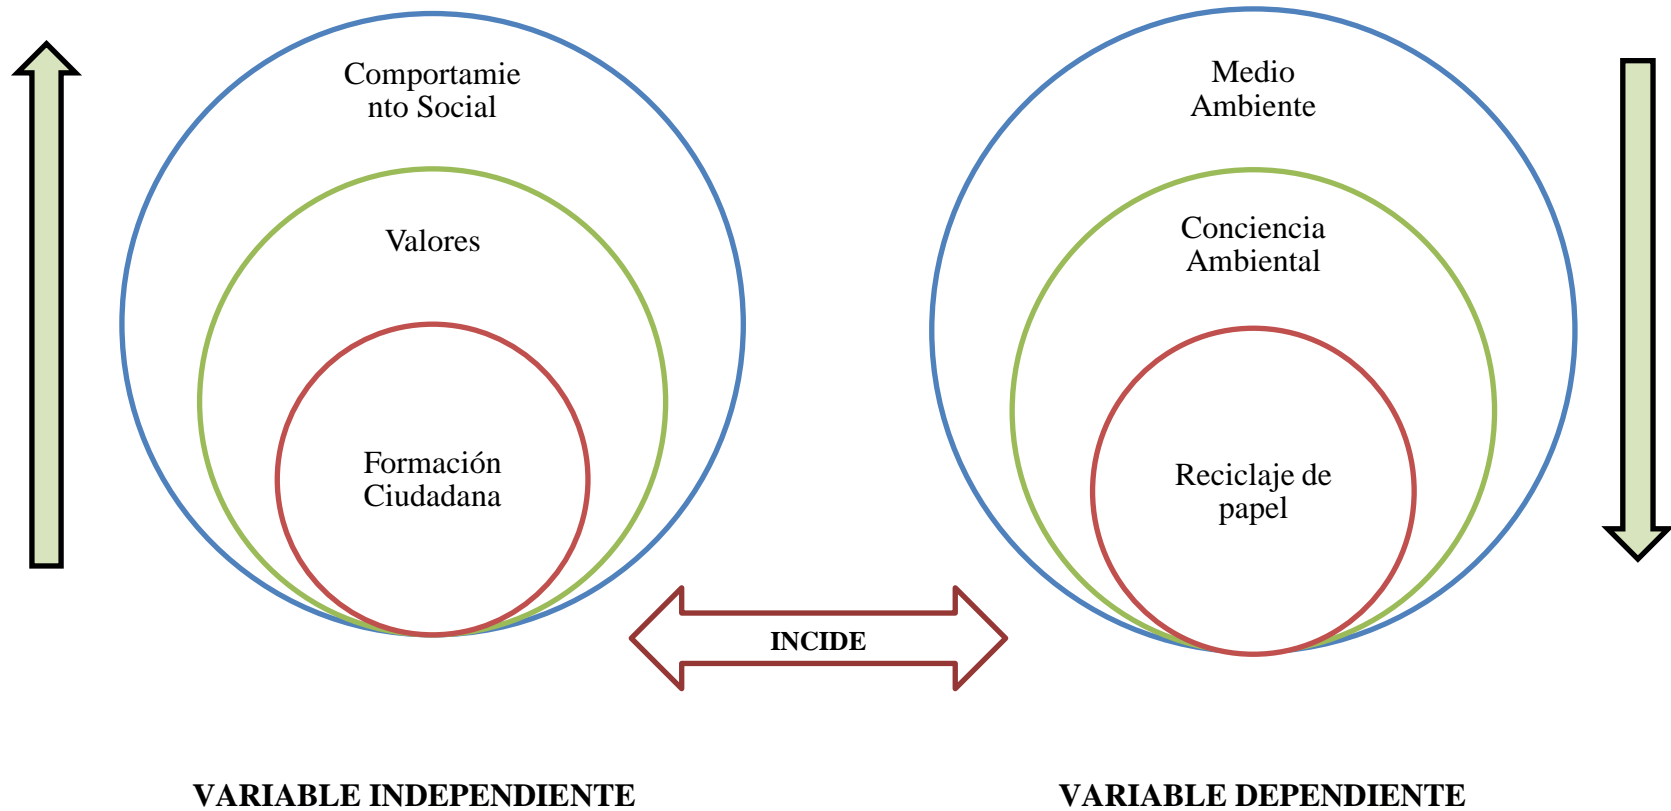 Comportamie
nto Social
Valores
Formación
Ciudadana
Medio
Ambiente
Conciencia
Ambiental
Reciclaje de
papel
INCIDE
VARIABLE INDEPENDIENTE
VARIABLE DEPENDIENTE